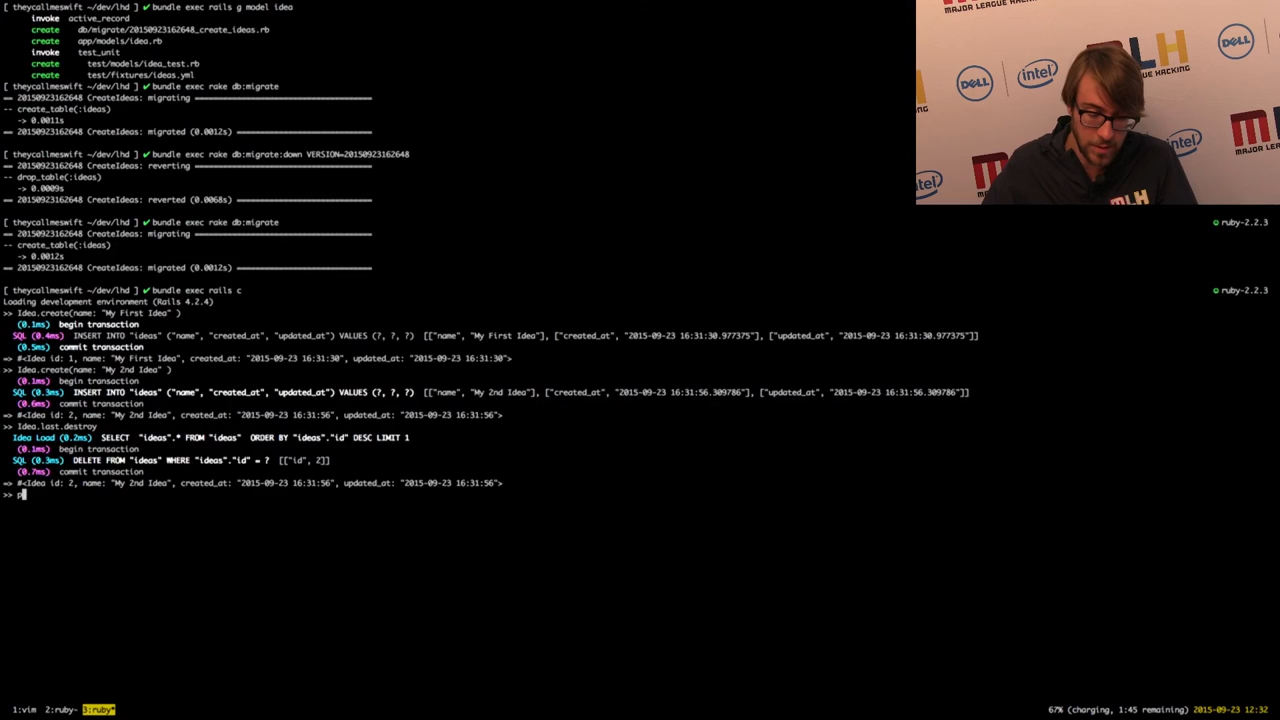 [ theycallmeswift ~/dev/lhd ] ✔ bundle exec rails g model idea
invoke active_record
create db/migrate/20150923162648_create_ideas.rb
create app/models/idea.rb
invoke test_unit
create test/models/idea_test.rb
create test/fixtures/ideas.yml
[ theycallmeswift ~/dev/lhd ] ✔ bundle exec rake db:migrate
== 20150923162648 CreateIdeas: migrating ==================================
-- create_table(:ideas)
-> 0.0011s
== 20150923162648 CreateIdeas: migrated (0.0012s) =========================
[ theycallmeswift ~/dev/lhd ] ✔ bundle exec rake db:migrate:down VERSION=20150923162648
== 20150923162648 CreateIdeas: reverting ==================================
-- drop_table(:ideas)
-> 0.0009s
== 20150923162648 CreateIdeas: reverted (0.0068s) =========================
[ theycallmeswift ~/dev/lhd ] ✔ bundle exec rake db:migrate ruby-2.2.3
== 20150923162648 CreateIdeas: migrating ==================================
-- create_table(:ideas)
-> 0.0012s
== 20150923162648 CreateIdeas: migrated (0.0012s) =========================
[ theycallmeswift ~/dev/lhd ] ✔ bundle exec rails c ruby-2.2.3
Loading development environment (Rails 4.2.4)
>> Idea.create(name: "My First Idea" )
(0.1ms) begin transaction
SQL (0.4ms) INSERT INTO "ideas" ("name", "created_at", "updated_at") VALUES (?, ?, ?) [["name", "My First Idea"], ["created_at", "2015-09-23 16:31:30.977375"], ["updated_at", "2015-09-23 16:31:30.977375"]]
(0.5ms) commit transaction
=> #<Idea id: 1, name: "My First Idea", created_at: "2015-09-23 16:31:30", updated_at: "2015-09-23 16:31:30">
>> Idea.create(name: "My 2nd Idea" )
(0.1ms) begin transaction
SQL (0.3ms) INSERT INTO "ideas" ("name", "created_at", "updated_at") VALUES (?, ?, ?) [["name", "My 2nd Idea"], ["created_at", "2015-09-23 16:31:56.309786"], ["updated_at", "2015-09-23 16:31:56.309786"]]
(0.6ms) commit transaction
=> #<Idea id: 2, name: "My 2nd Idea", created_at: "2015-09-23 16:31:56", updated_at: "2015-09-23 16:31:56">
>> Idea.last.destroy
Idea Load (0.2ms) SELECT "ideas".* FROM "ideas" ORDER BY "ideas"."id" DESC LIMIT 1
(0.1ms) begin transaction
SQL (0.3ms) DELETE FROM "ideas" WHERE "ideas"."id" = ? [["id", 2]]
(0.7ms) commit transaction
=> #<Idea id: 2, name: "My 2nd Idea", created_at: "2015-09-23 16:31:56", updated_at: "2015-09-23 16:31:56">
>> p
1:vim 2:ruby- 3:ruby* 67% (charging, 1:45 remaining) 2015-09-23 12:32
MAJOR LEAGUE HACKING
DELL
intel
MLH
HACKING
DELL
intel
MAJOR LEAG
intel
MLH